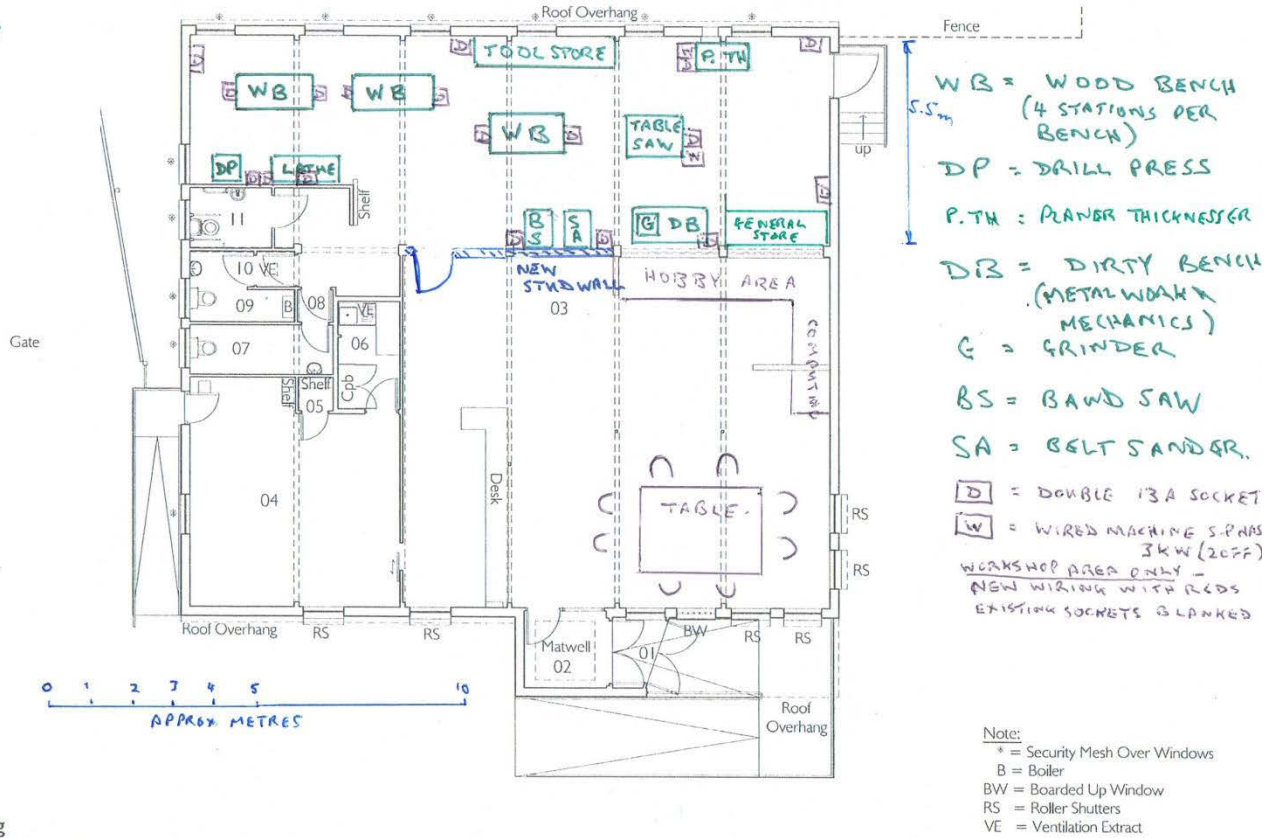 Roof Overhang
Fence
D
TOOL STORE
D
P. TH
D
D
D
D
WB
D
WB
G
D
WB
D
TABLE
SAW
D
W
5.5m
up
DP
D
D
LATHE
D
Shelf
11
D
BS
SA
D
G
DB
D
GENERAL
STORE
NEW
STUDWALL
HOBBY AREA
COMPUTING
03
10
VE
09
B
08
07
06
VE
Cpb
Shelf
Shelf
05
04
Gate
Desk
TABLE.
RS
RS
Roof Overhang
RS
RS
BW
RS
RS
Matwell
02
01
Roof
Overhang
0 1 2 3 4 5 10
APPROX METRES
WB = WOOD BENCH
(4 STATIONS PER
BENCH)
DP = DRILL PRESS
P.TH = PLANER THICKNESSER
DB = DIRTY BENCH
(METALWORK &
MECHANICS)
G = GRINDER
BS = BAND SAW
SA = BELT SANDER.
D = DOUBLE 13A SOCKET
W = WIRED MACHINE S.PHAS
3KW (2OFF)
WORKSHOP AREA ONLY –
NEW WIRING WITH RCDS
EXISTING SOCKETS BLANKED
Note:
* = Security Mesh Over Windows
B = Boiler
BW = Boarded Up Window
RS = Roller Shutters
VE = Ventilation Extract
g